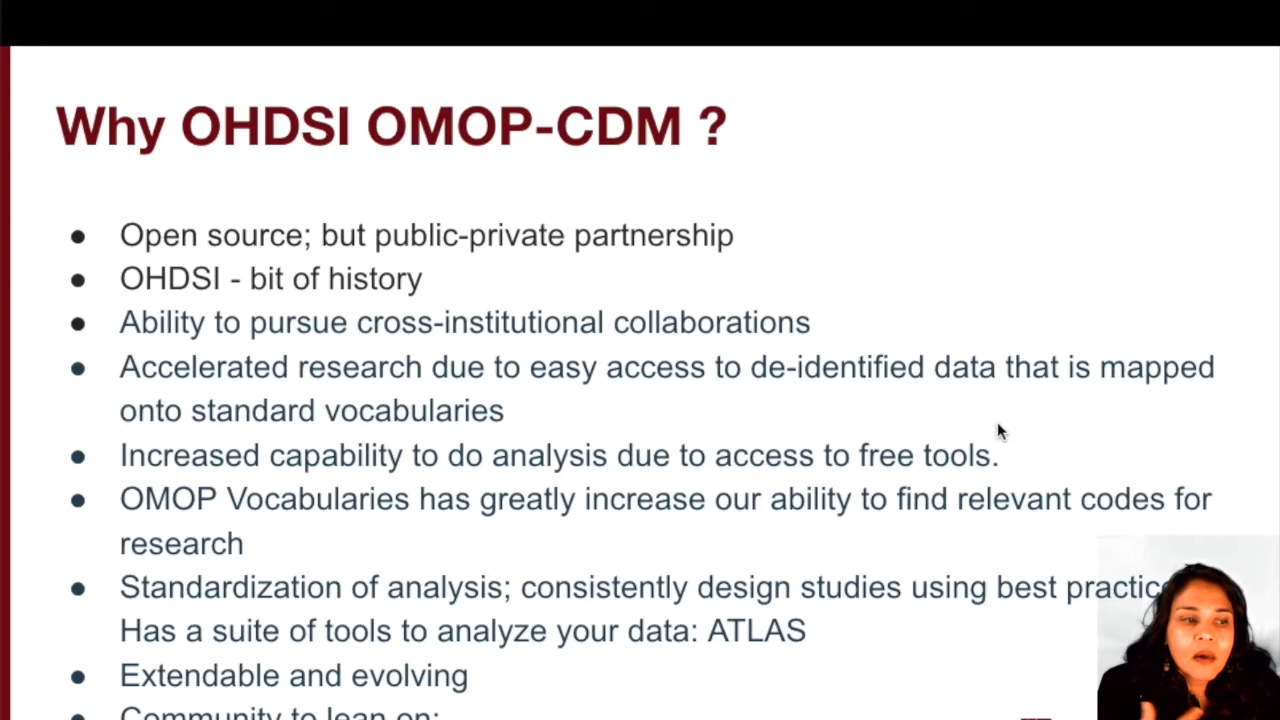 Why OHDSI OMOP-CDM ?
● Open source; but public-private partnership
● OHDSI - bit of history
● Ability to pursue cross-institutional collaborations
● Accelerated research due to easy access to de-identified data that is mapped
onto standard vocabularies
● Increased capability to do analysis due to access to free tools.
● OMOP Vocabularies has greatly increase our ability to find relevant codes for
research
● Standardization of analysis; consistently design studies using best practic
Has a suite of tools to analyze your data: ATLAS
● Extendable and evolving
● Community to lean on: